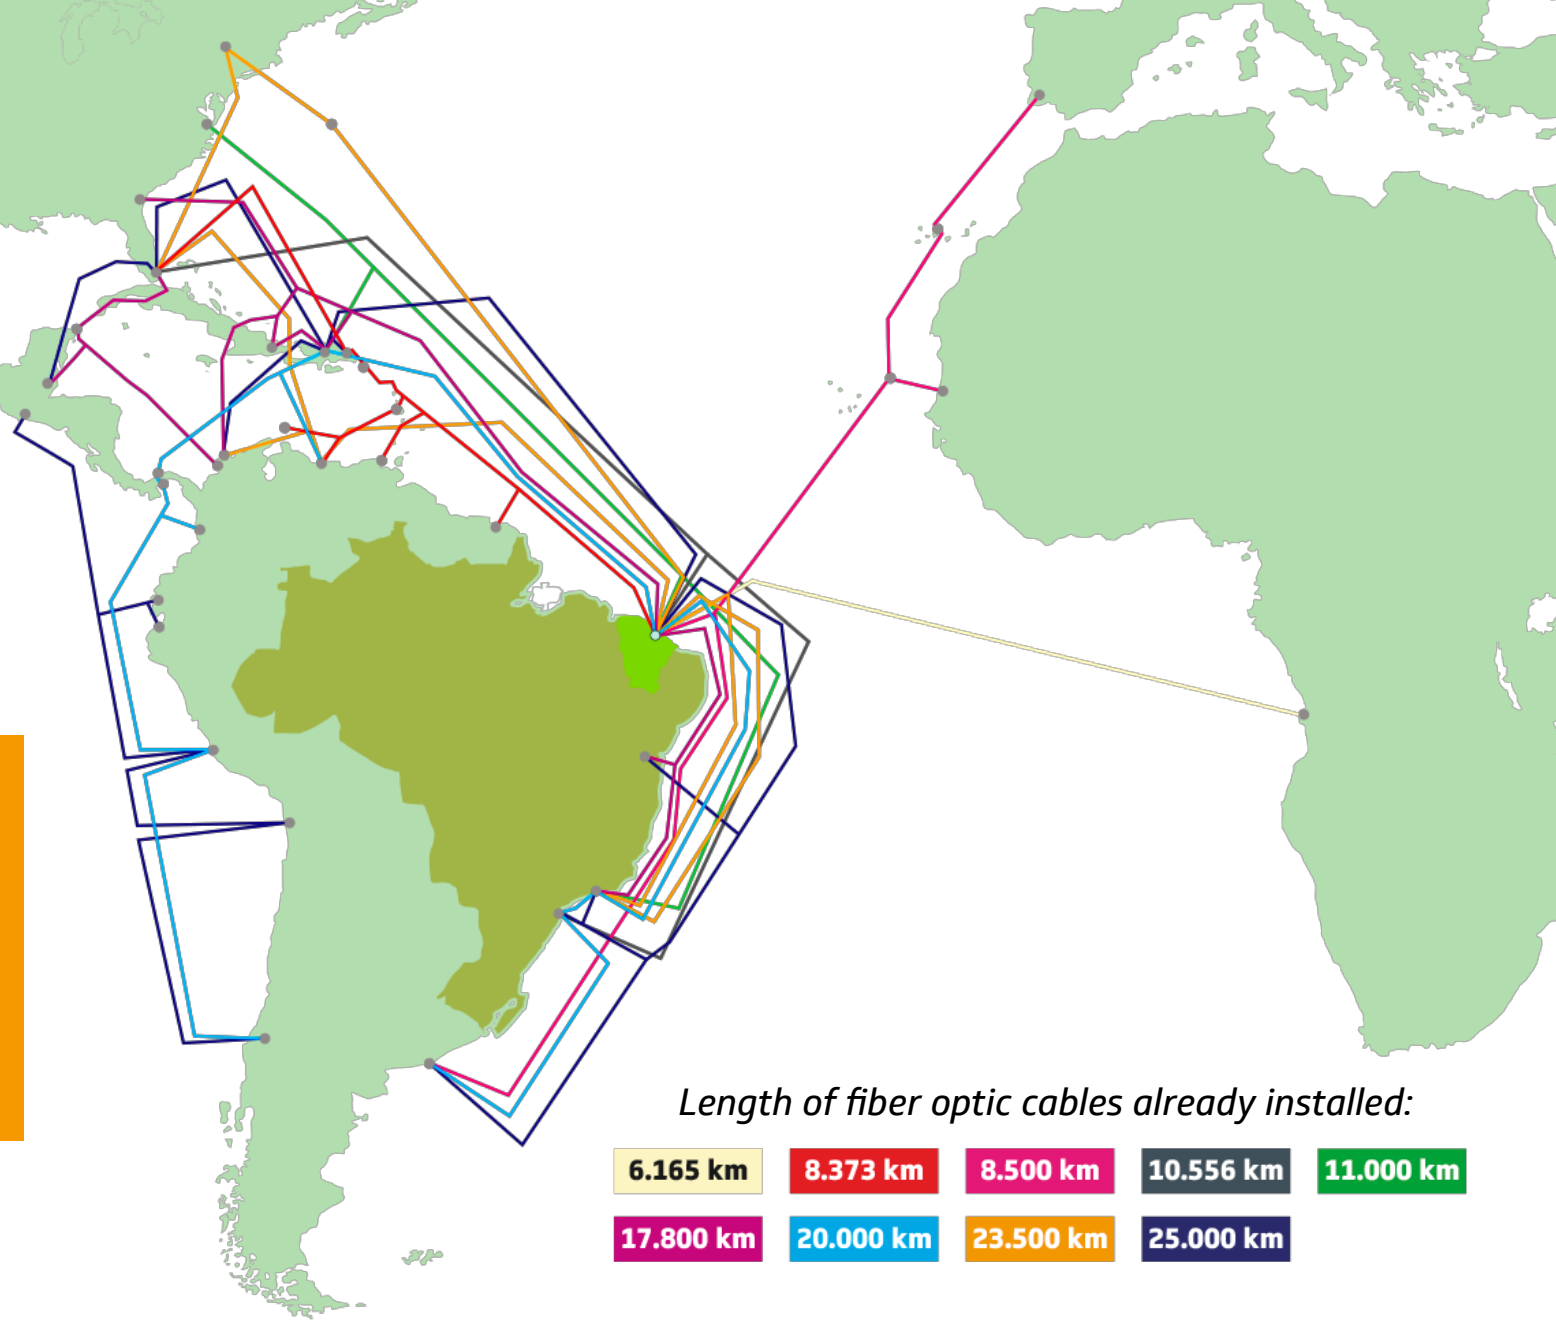 Length of fiber optic cables already installed:
6.165 km 8.373 km 8.500 km 10.556 km 11.000 km
17.800 km 20.000 km 23.500 km 25.000 km